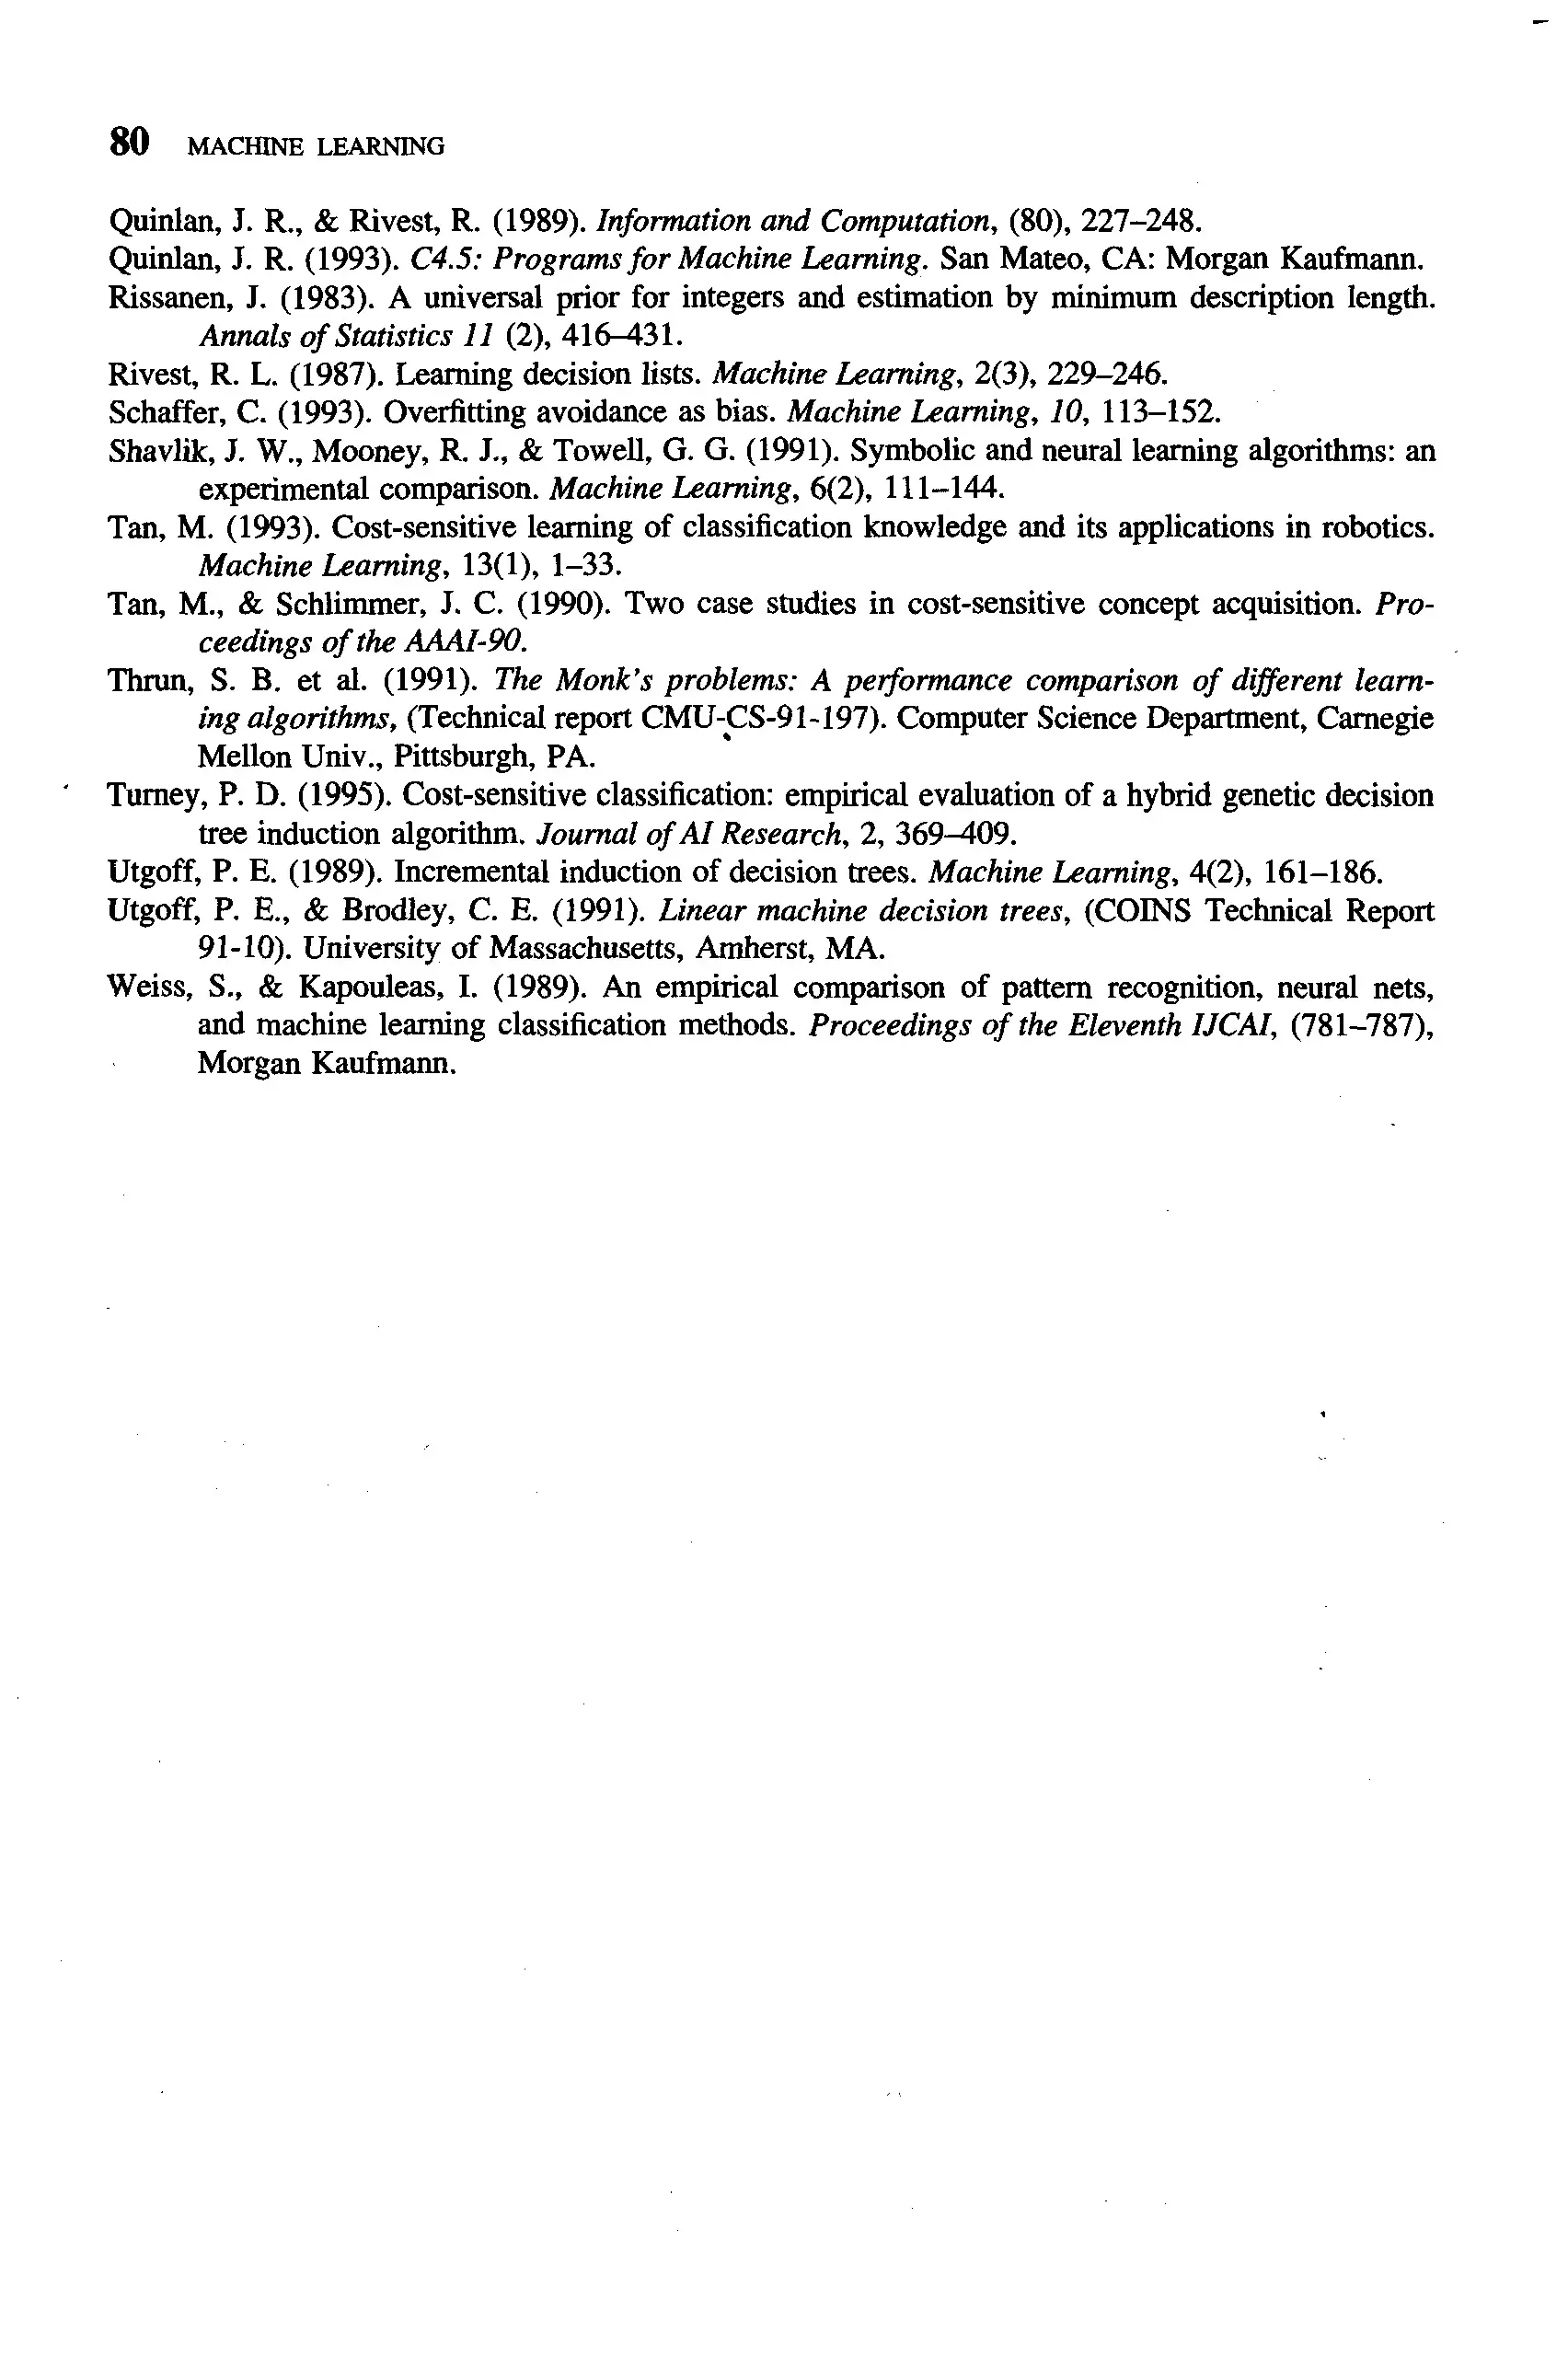 80 MACHINE LEARNING
Quinlan, J. R., & Rivest, R. (1989). Information and Computation, (80), 227–248.
Quinlan, J. R. (1993). C4.5: Programs for Machine Learning. San Mateo, CA: Morgan Kaufmann.
Rissanen, J. (1983). A universal prior for integers and estimation by minimum description length.
Annals of Statistics 11 (2), 416–431.
Rivest, R. L. (1987). Learning decision lists. Machine Learning, 2(3), 229–246.
Schaffer, C. (1993). Overfitting avoidance as bias. Machine Learning, 10, 113–152.
Shavlik, J. W., Mooney, R. J., & Towell, G. G. (1991). Symbolic and neural learning algorithms: an
experimental comparison. Machine Learning, 6(2), 111–144.
Tan, M. (1993). Cost-sensitive learning of classification knowledge and its applications in robotics.
Machine Learning, 13(1), 1–33.
Tan, M., & Schlimmer, J. C. (1990). Two case studies in cost-sensitive concept acquisition. Pro-
ceedings of the AAAI-90.
Thrun, S. B. et al. (1991). The Monk's problems: A performance comparison of different learn-
ing algorithms, (Technical report CMU-CS-91-197). Computer Science Department, Carnegie
Mellon Univ., Pittsburgh, PA.
Turney, P. D. (1995). Cost-sensitive classification: empirical evaluation of a hybrid genetic decision
tree induction algorithm. Journal of AI Research, 2, 369–409.
Utgoff, P. E. (1989). Incremental induction of decision trees. Machine Learning, 4(2), 161–186.
Utgoff, P. E., & Brodley, C. E. (1991). Linear machine decision trees, (COINS Technical Report
91-10). University of Massachusetts, Amherst, MA.
Weiss, S., & Kapouleas, I. (1989). An empirical comparison of pattern recognition, neural nets,
and machine learning classification methods. Proceedings of the Eleventh IJCAI, (781–787),
Morgan Kaufmann.